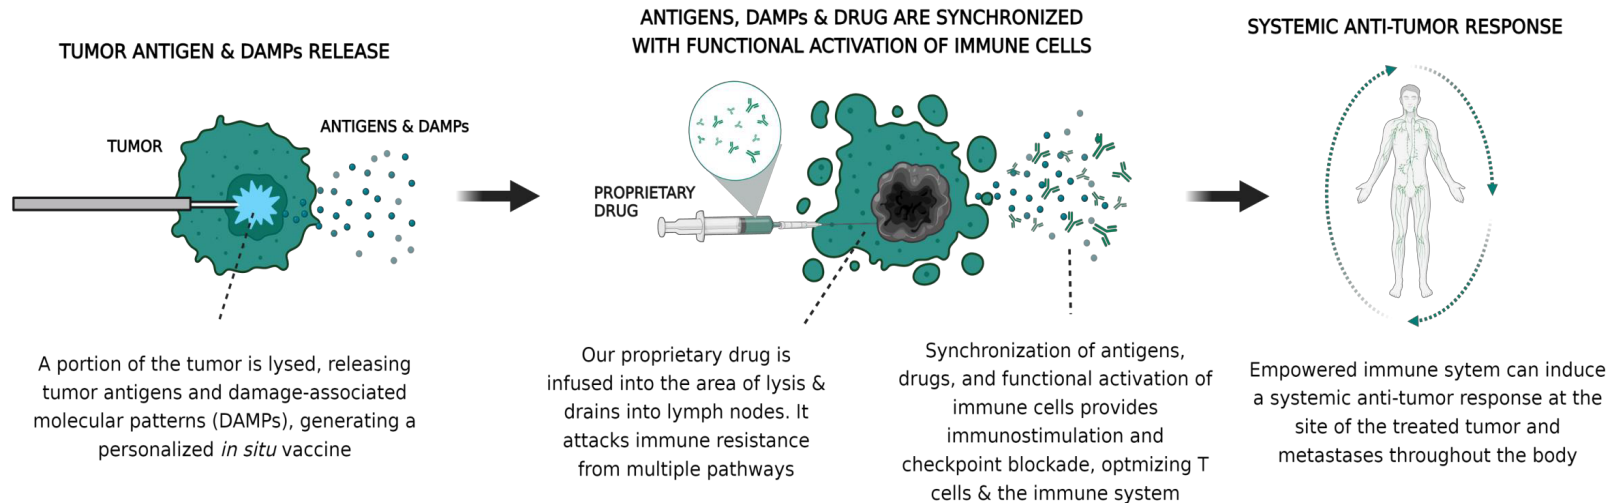 TUMOR ANTIGEN & DAMPs RELEASE
TUMOR
ANTIGENS & DAMPs
A portion of the tumor is lysed, releasing
tumor antigens and damage-associated
molecular patterns (DAMPs), generating a
personalized in situ vaccine
ANTIGENS, DAMPs & DRUG ARE SYNCHRONIZED
WITH FUNCTIONAL ACTIVATION OF IMMUNE CELLS
PROPRIETARY
DRUG
Our proprietary drug is
infused into the area of lysis &
drains into lymph nodes. It
attacks immune resistance
from multiple pathways
Synchronization of antigens,
drugs, and functional activation of
immune cells provides
immunostimulation and
checkpoint blockade, optmizing T
cells & the immune system
SYSTEMIC ANTI-TUMOR RESPONSE
Empowered immune sytem can induce
a systemic anti-tumor response at the
site of the treated tumor and
metastases throughout the body